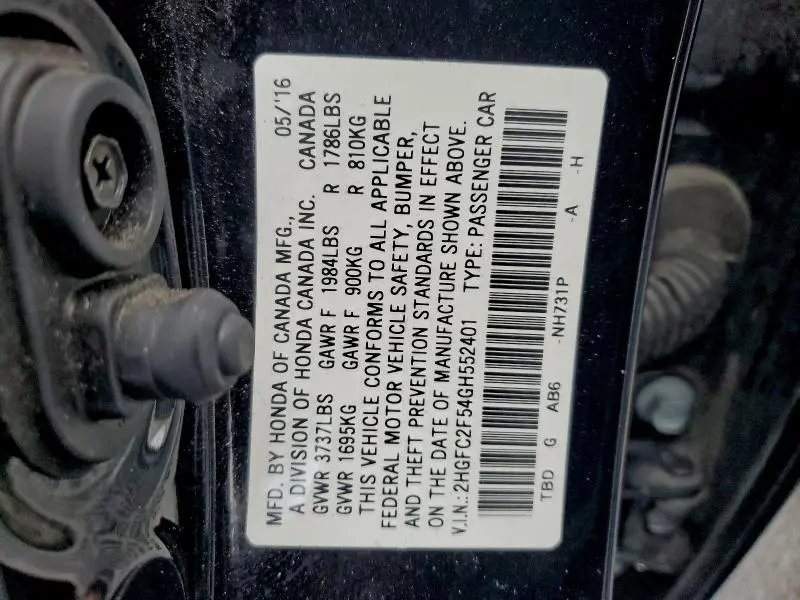 MFD. BY HONDA OF CANADA MFG., 05/'16
A DIVISION OF HONDA CANADA INC. CANADA
GVWR 3737LBS GAWR F 1984LBS R 1786LBS
GVWR 1695KG GAWR F 900KG R 810KG
THIS VEHICLE CONFORMS TO ALL APPLICABLE
FEDERAL MOTOR VEHICLE SAFETY, BUMPER,
AND THEFT PREVENTION STANDARDS IN EFFECT
ON THE DATE OF MANUFACTURE SHOWN ABOVE.
V.I.N.: 2HGFC2F54GH552401 TYPE: PASSENGER CAR
TBD G AB6 -NH731P -A -H